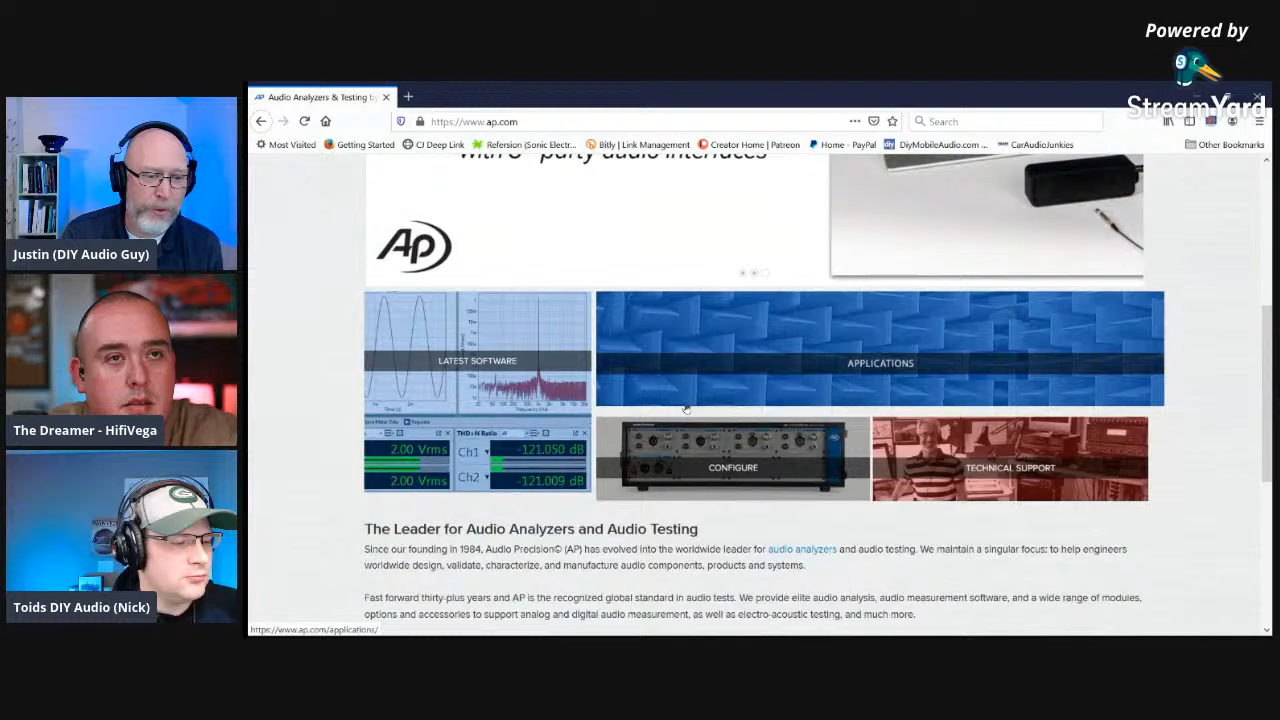 Powered by
S
StreamYard
Justin (DIY Audio Guy)
The Dreamer - HifiVega
Toids DIY Audio (Nick)
AP Audio Analyzers & Testing by
https://www.ap.com
Search
Most Visited
Getting Started
CJ Deep Link
Refersion (Sonic Electr...
Bitly | Link Management
Creator Home | Patreon
Home - PayPal
diy DiyMobileAudio.com ...
CarAudioJunkies
Other Bookmarks
party audio interfaces
Ap
LATEST SOFTWARE
APPLICATIONS
2.00 Vrms
2.00 Vrms
THD+N Ratio
Ch1 -121.050 dB
Ch2 -121.009 dB
CONFIGURE
TECHNICAL SUPPORT
The Leader for Audio Analyzers and Audio Testing
Since our founding in 1984, Audio Precision© (AP) has evolved into the worldwide leader for audio analyzers and audio testing. We maintain a singular focus: to help engineers
worldwide design, validate, characterize, and manufacture audio components, products and systems.
Fast forward thirty-plus years and AP is the recognized global standard in audio tests. We provide elite audio analysis, audio measurement software, and a wide range of modules,
options and accessories to support analog and digital audio measurement, as well as electro-acoustic testing, and much more.
https://www.ap.com/applications/